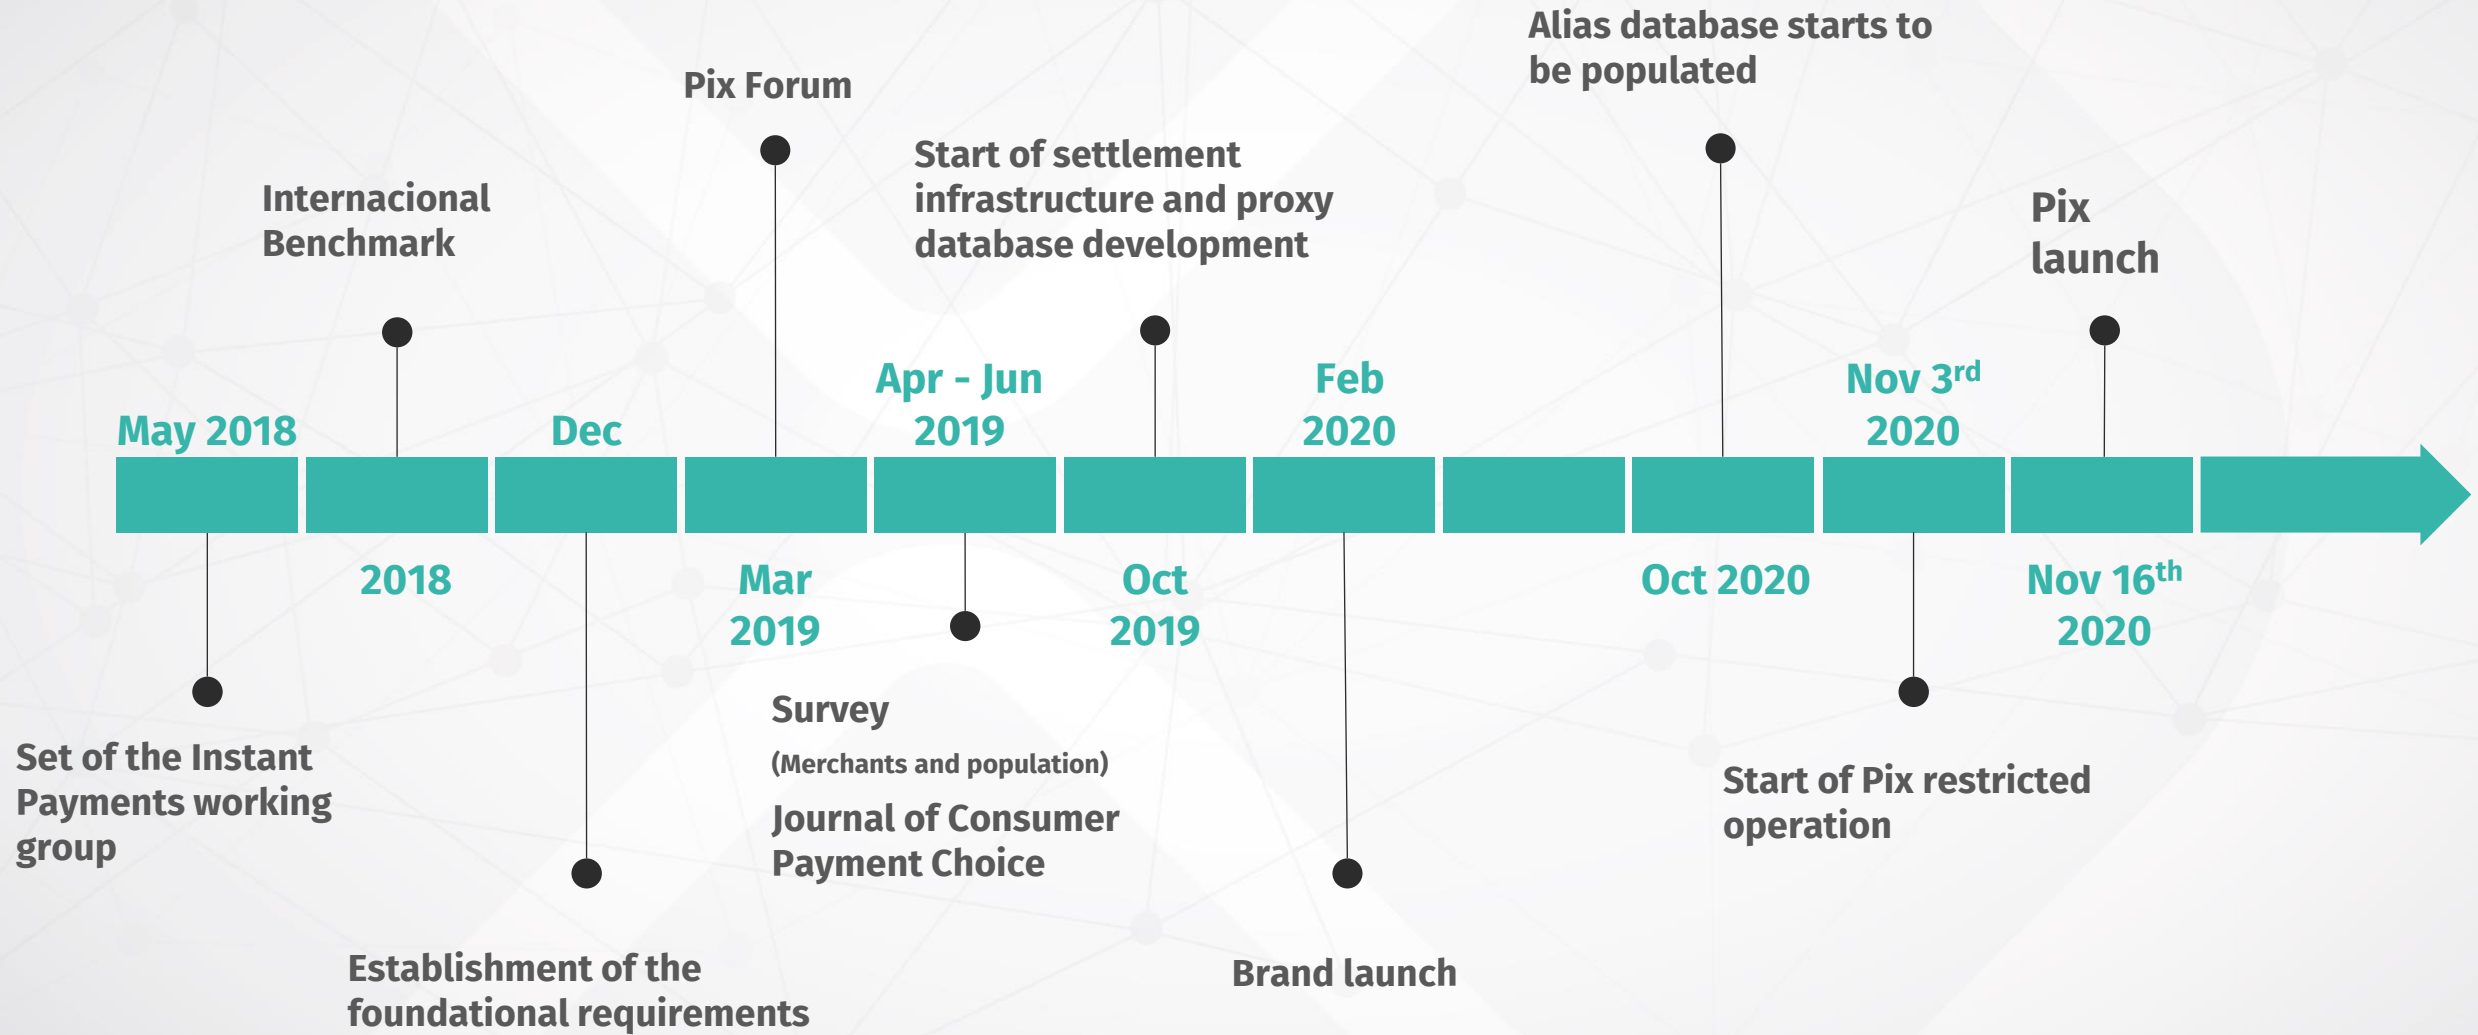 May 2018
Set of the Instant
Payments working
group
Internacional
Benchmark
2018
Dec
Establishment of the
foundational requirements
Pix Forum
Mar
2019
Apr - Jun
2019
Survey
(Merchants and population)
Journal of Consumer
Payment Choice
Start of settlement
infrastructure and proxy
database development
Oct
2019
Feb
2020
Brand launch
Alias database starts to
be populated
Oct 2020
Nov 3rd
2020
Start of Pix restricted
operation
Pix
launch
Nov 16th
2020